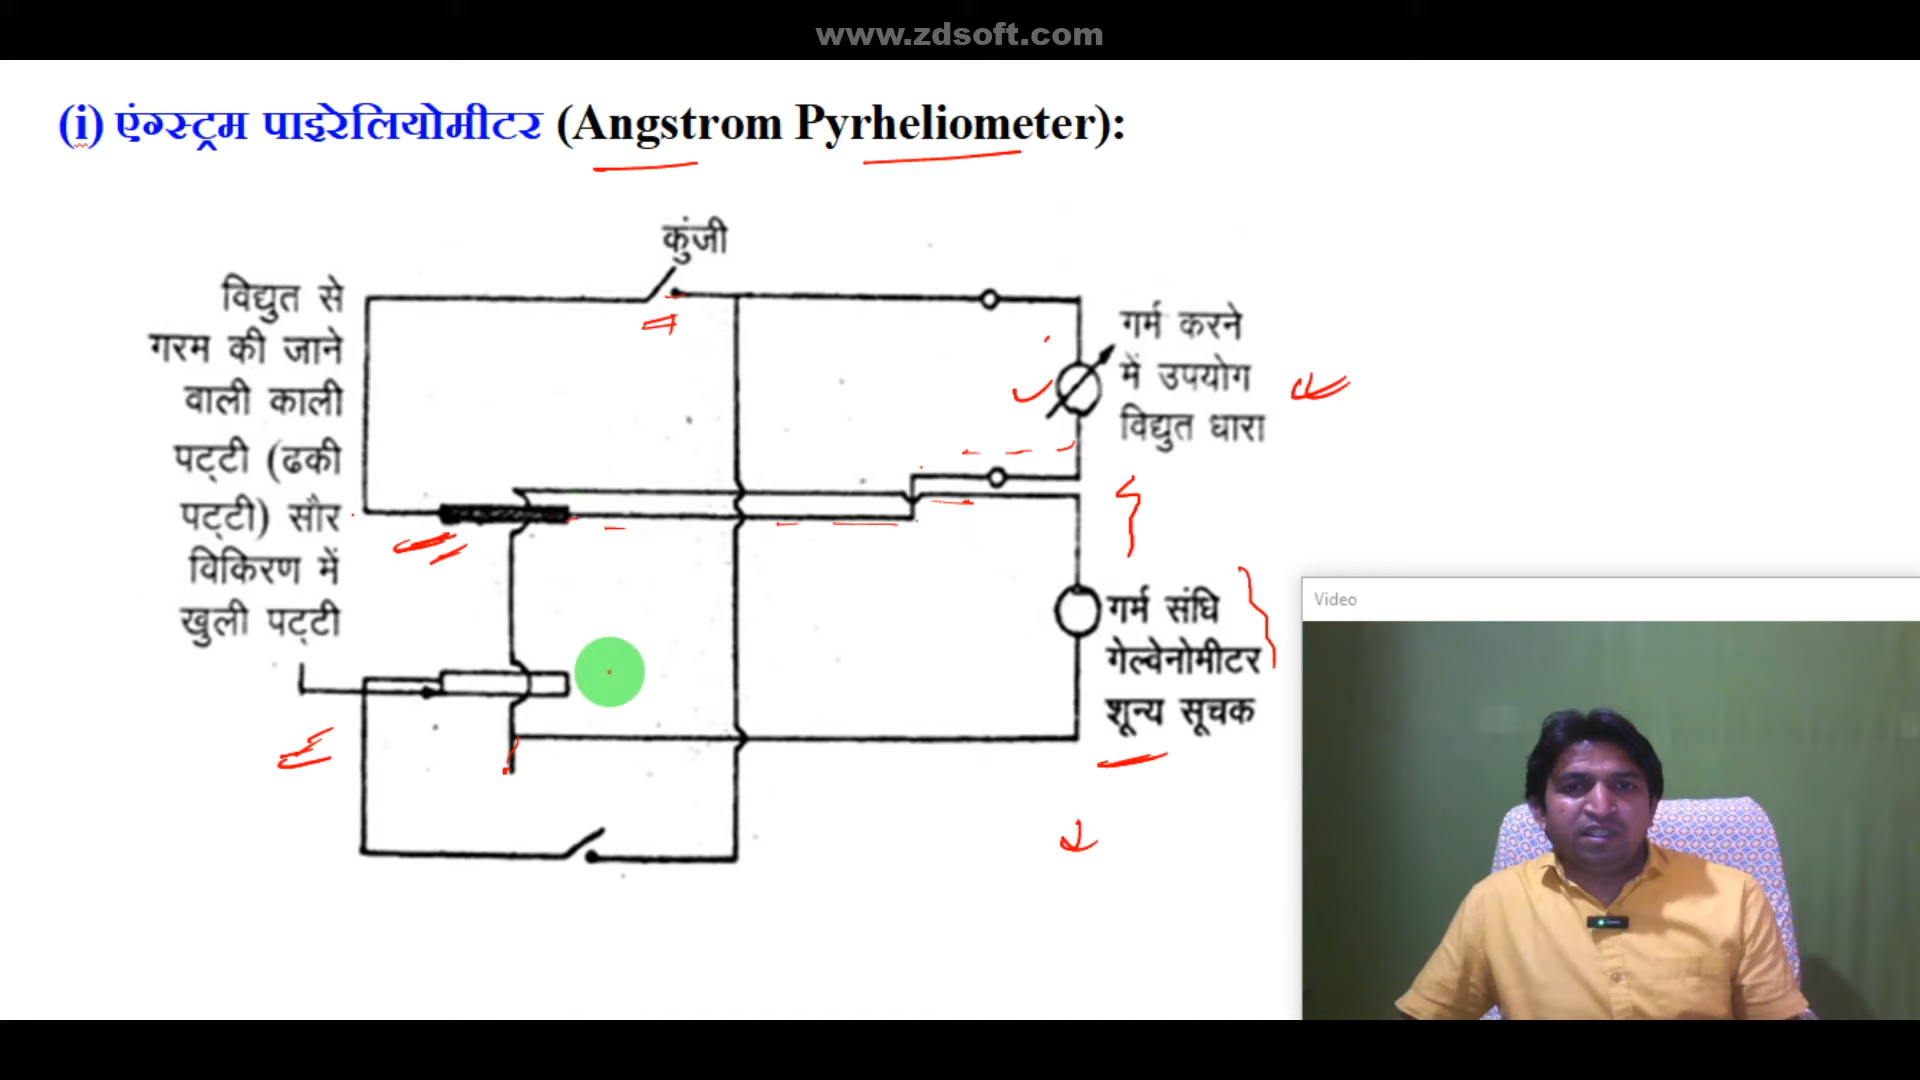 www.zdsoft.com
(i) एंग्स्ट्रम पाइरेलियोमीटर (Angstrom Pyrheliometer):
कुंजी
विद्युत से
गरम की जाने
वाली काली
पट्टी (ढकी
पट्टी) सौर
विकिरण में
खुली पट्टी
गर्म करने
में उपयोग
विद्युत धारा
गर्म संधि
गेल्वेनोमीटर
शून्य सूचक
Video